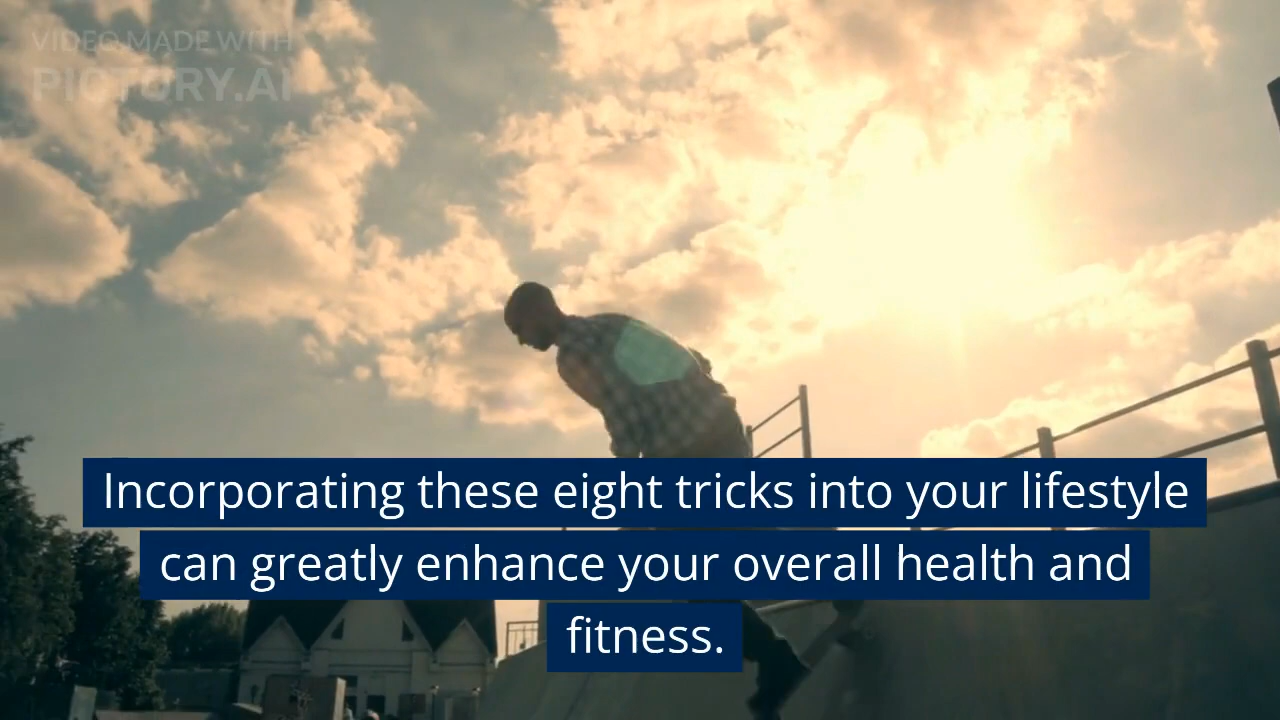 VIDEO MADE WITH
PICTORY.AI
Incorporating these eight tricks into your lifestyle
can greatly enhance your overall health and
fitness.